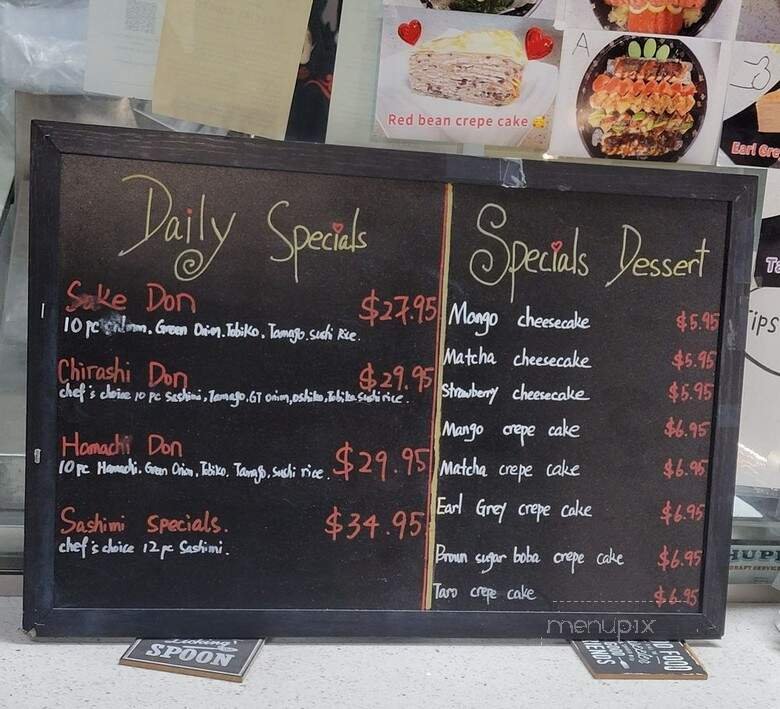 Red bean crepe cake
A
Earl Gre
Daily Specials
Sake Don $27.95
10 pc Salmon, Green Onion, Tobiko, Tamago, sushi Rice.
Chirashi Don $29.95
chef's choice 10 pc Sashimi, Tamago, GT onion, oshiko, Tobiko, Sushi rice.
Hamachi Don $29.95
10 pc Hamachi, Green Onion, Tobiko, Tamago, sushi rice.
Sashimi specials. $34.95
chef's choice 12 pc Sashimi.
Specials Dessert
Mango cheesecake $5.95
Matcha cheesecake $5.95
Strawberry cheesecake $5.95
Mango crepe cake $6.95
Matcha crepe cake $6.95
Earl Grey crepe cake $6.95
Brown sugar boba crepe cake $6.95
Taro crepe cake $6.95
Ta
Tips
menupix
Licking
SPOON